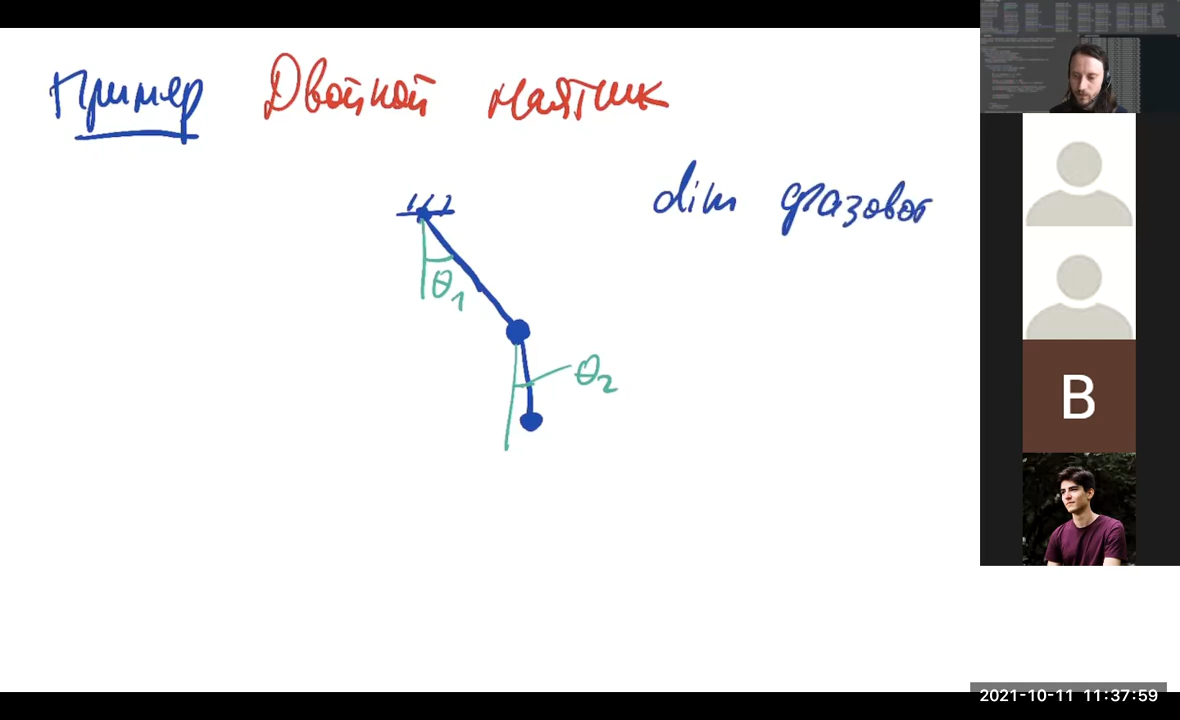 Пример Двойной маятник
dim фазовог
θ₁
θ₂
B
2021-10-11 11:37:59